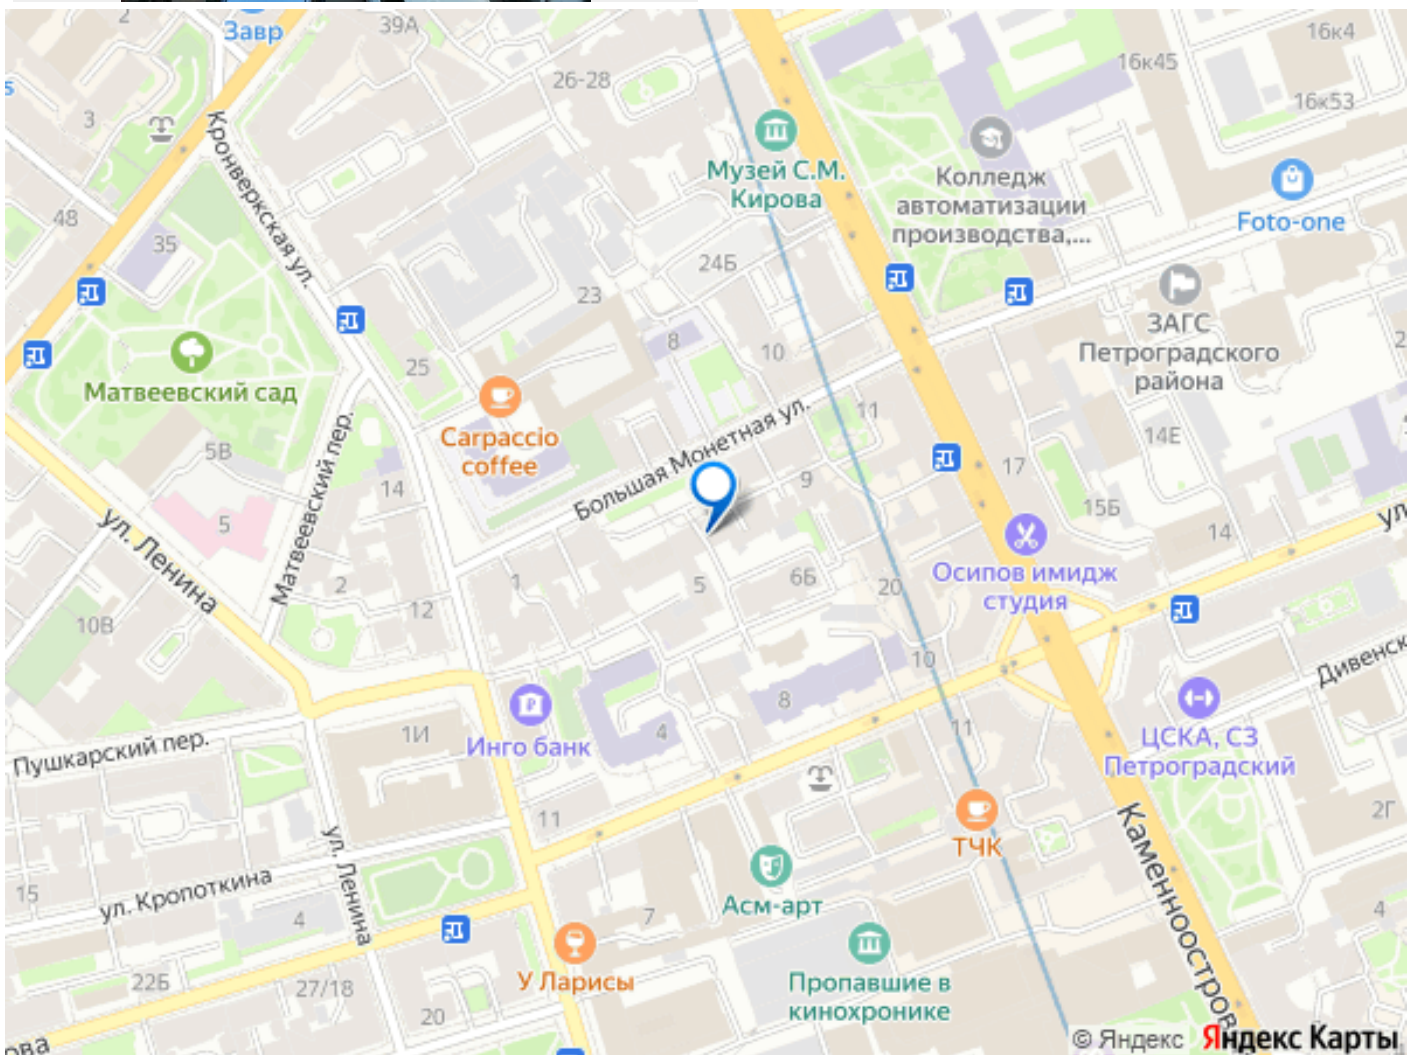 2
Завр
39А
26-28
16к4
16к45
16к53
3
Кронверкская ул.
Музей С.М.
Кирова
Колледж
автоматизации
производства,...
Foto-one
48
35
24Б
23
ЗАГС
Петроградского
района
8
10
25
Матвеевский сад
Carpaccio
coffee
Большая Монетная ул.
11
5В
14Е
17
9
14
5
Матвеевский пер.
15Б
14
ул
ул. Ленина
2
1
5
6Б
20
Осипов имидж
студия
12
10В
10
Дивенск
8
1И
4
11
Инго банк
ЦСКА, СЗ
Петроградский
Пушкарский пер.
11
2Г
ТЧК
Каменноостров
ул. Ленина
15
ул. Кропоткина
4
Асм-арт
7
4
22Б
27/18
У Ларисы
Пропавшие в
кинохронике
20
ова
© Яндекс Яндекс Карты